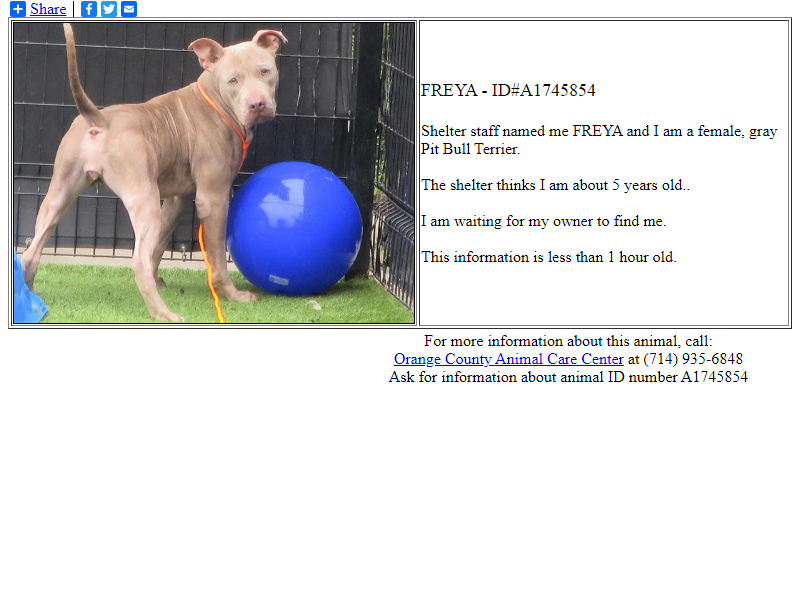 Share |
FREYA - ID#A1745854
Shelter staff named me FREYA and I am a female, gray
Pit Bull Terrier.
The shelter thinks I am about 5 years old..
I am waiting for my owner to find me.
This information is less than 1 hour old.
For more information about this animal, call:
Orange County Animal Care Center at (714) 935-6848
Ask for information about animal ID number A1745854